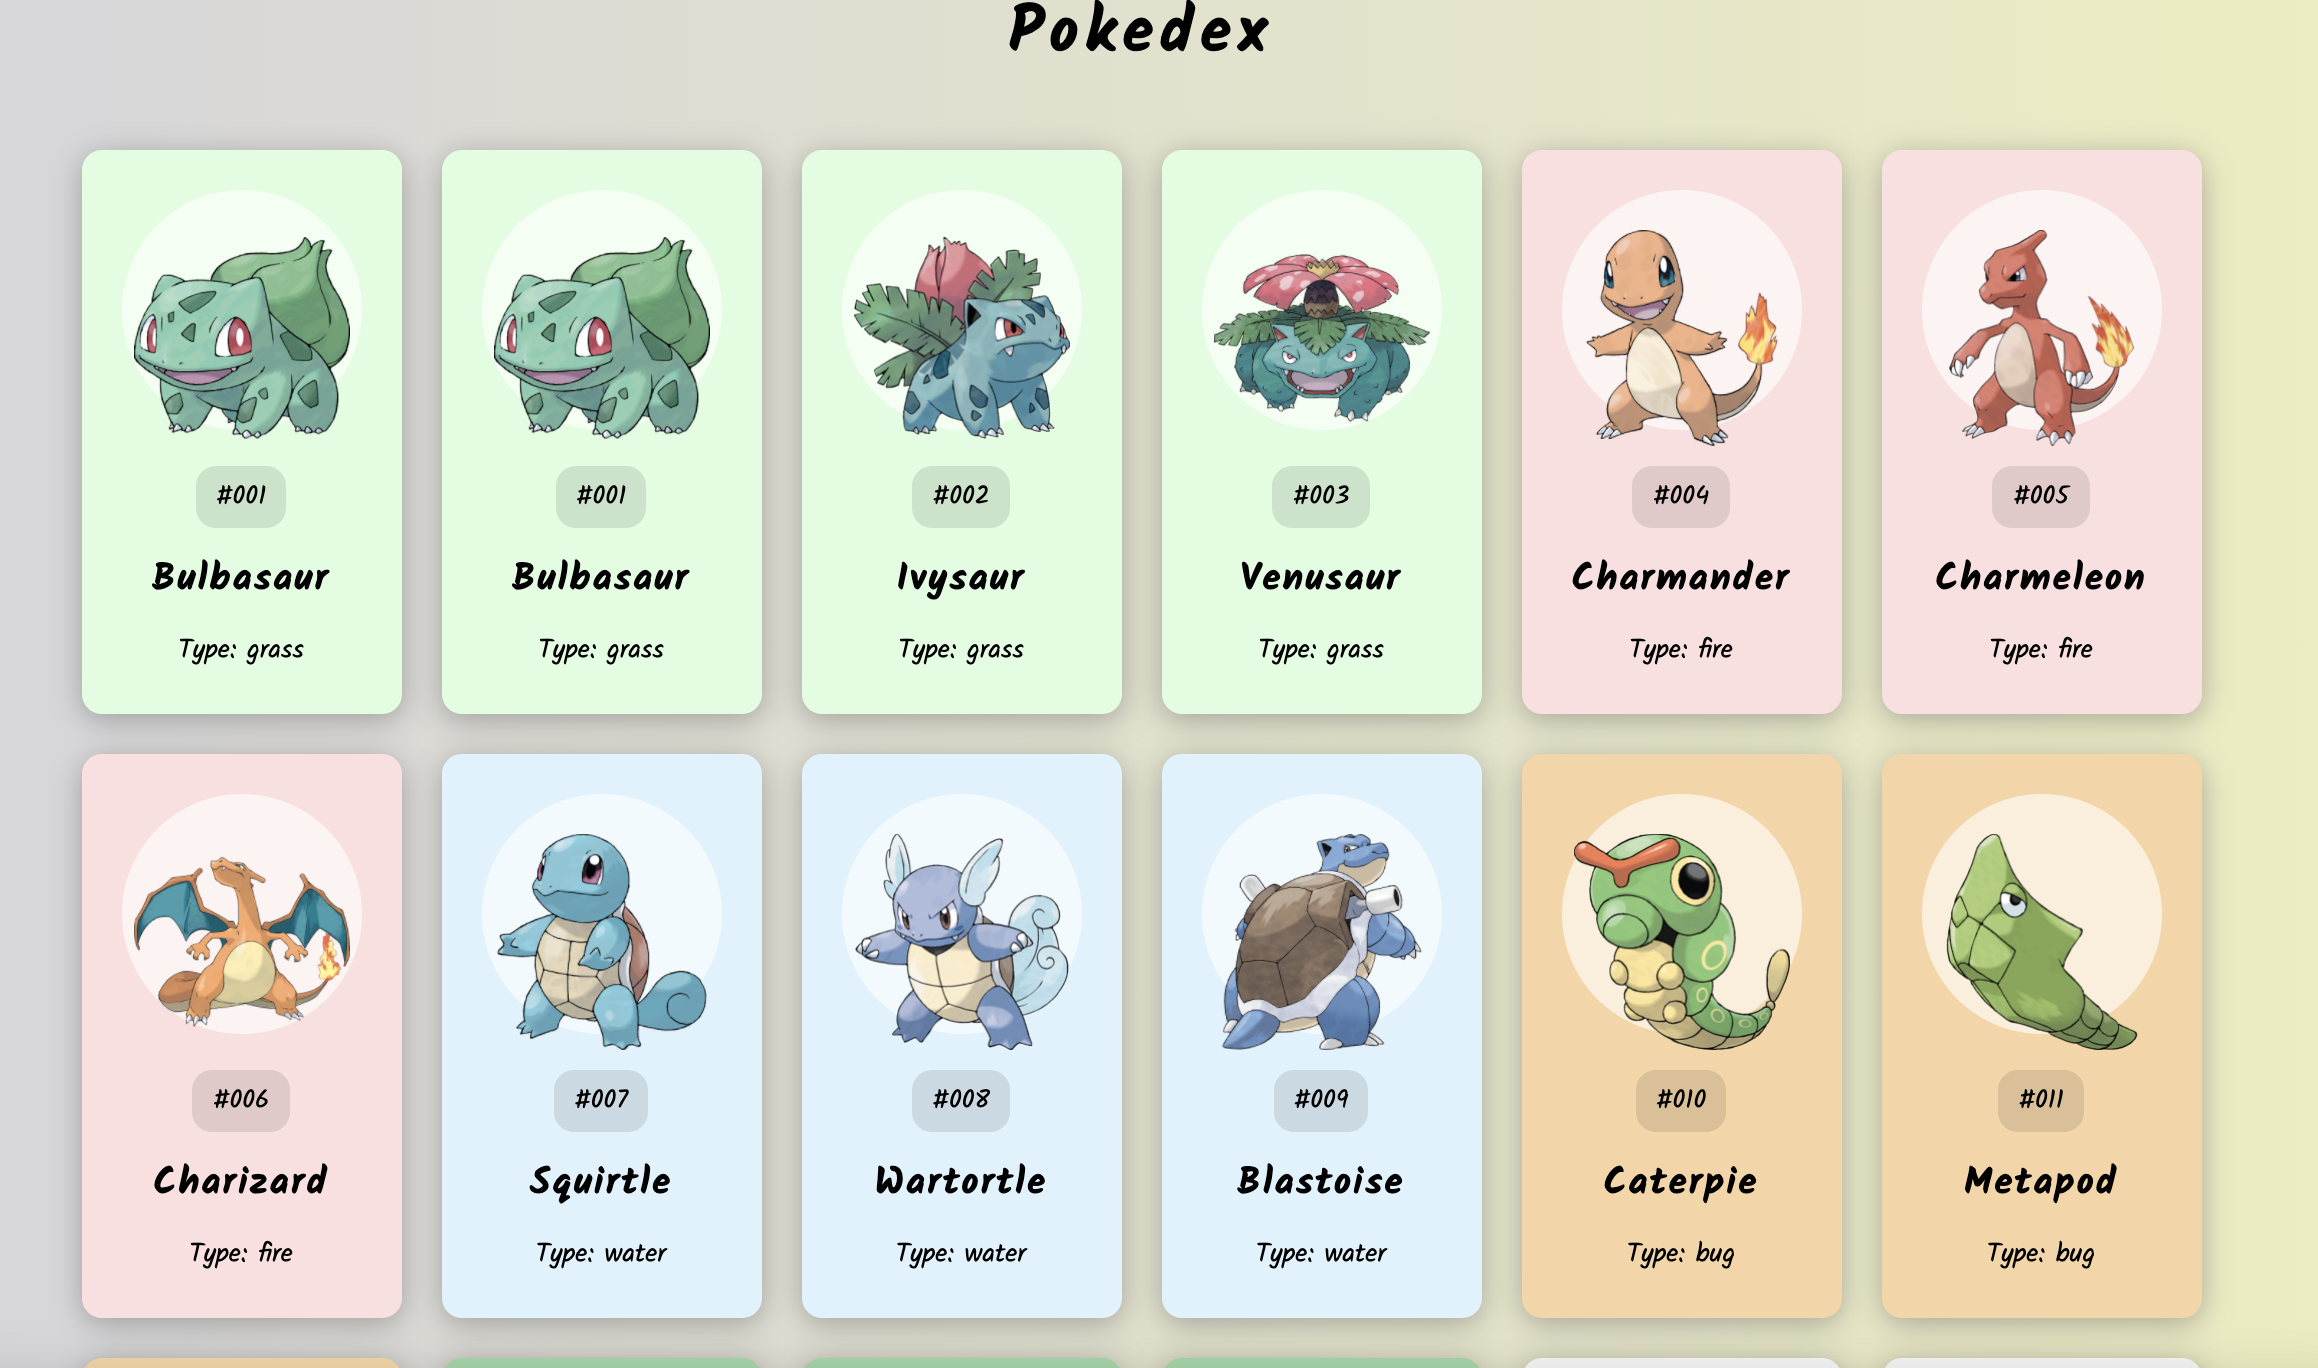 Pokedex
#001
Bulbasaur
Type: grass
#001
Bulbasaur
Type: grass
#002
Ivysaur
Type: grass
#003
Venusaur
Type: grass
#004
Charmander
Type: fire
#005
Charmeleon
Type: fire
#006
Charizard
Type: fire
#007
Squirtle
Type: water
#008
Wartortle
Type: water
#009
Blastoise
Type: water
#010
Caterpie
Type: bug
#011
Metapod
Type: bug